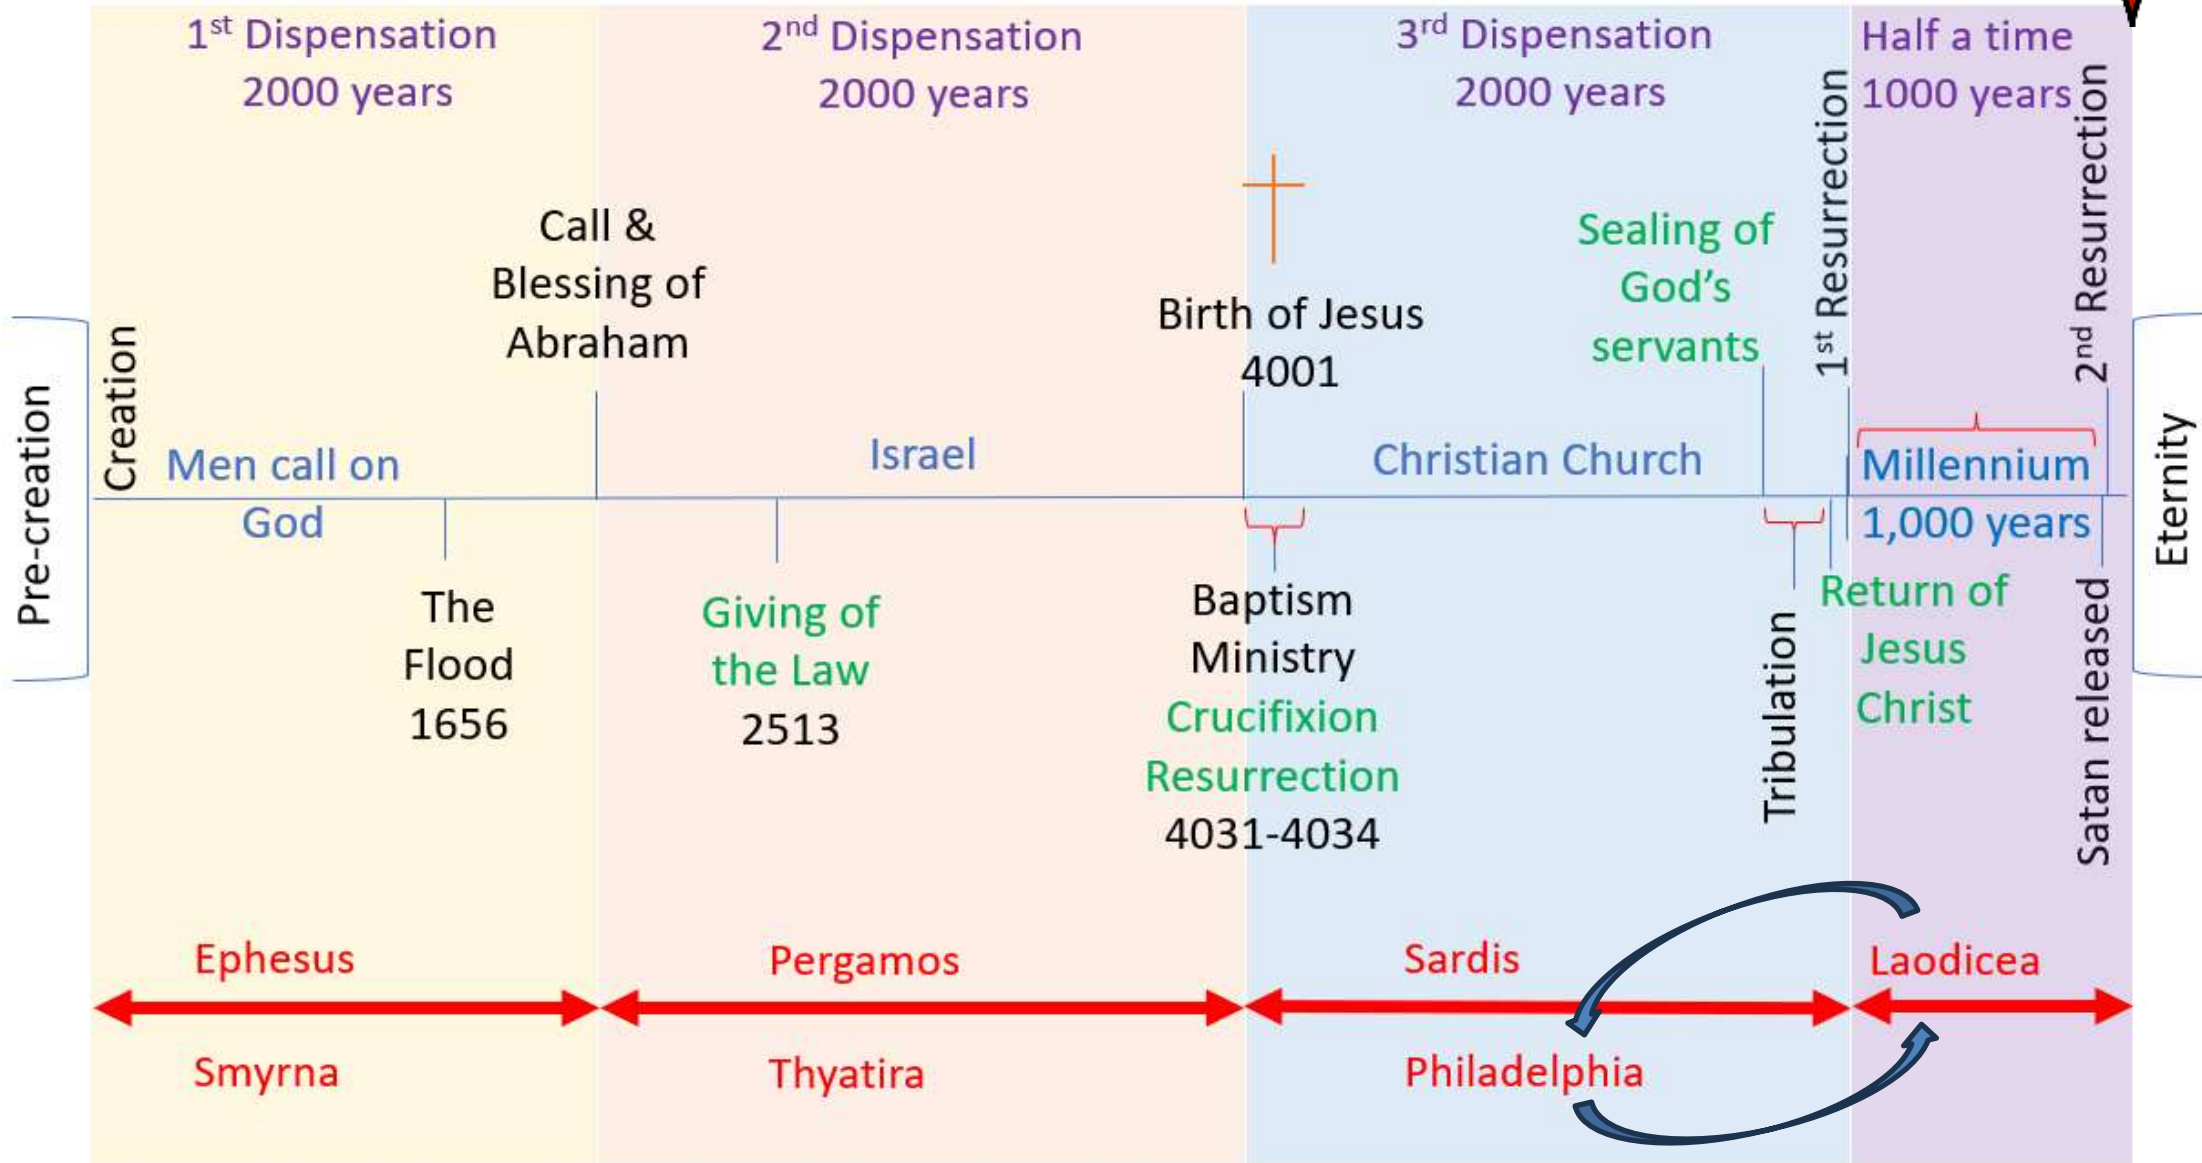 1st Dispensation
2000 years
2nd Dispensation
2000 years
3rd Dispensation
2000 years
Half a time
1000 years
Pre-creation
Creation
Men call on
God
The
Flood
1656
Call &
Blessing of
Abraham
Israel
Giving of
the Law
2513
Birth of Jesus
4001
Baptism
Ministry
Crucifixion
Resurrection
4031-4034
Christian Church
Sealing of
God’s
servants
Tribulation
1st Resurrection
Return of
Jesus
Christ
Millennium
1,000 years
2nd Resurrection
Satan released
Eternity
Ephesus
Smyrna
Pergamos
Thyatira
Sardis
Philadelphia
Laodicea